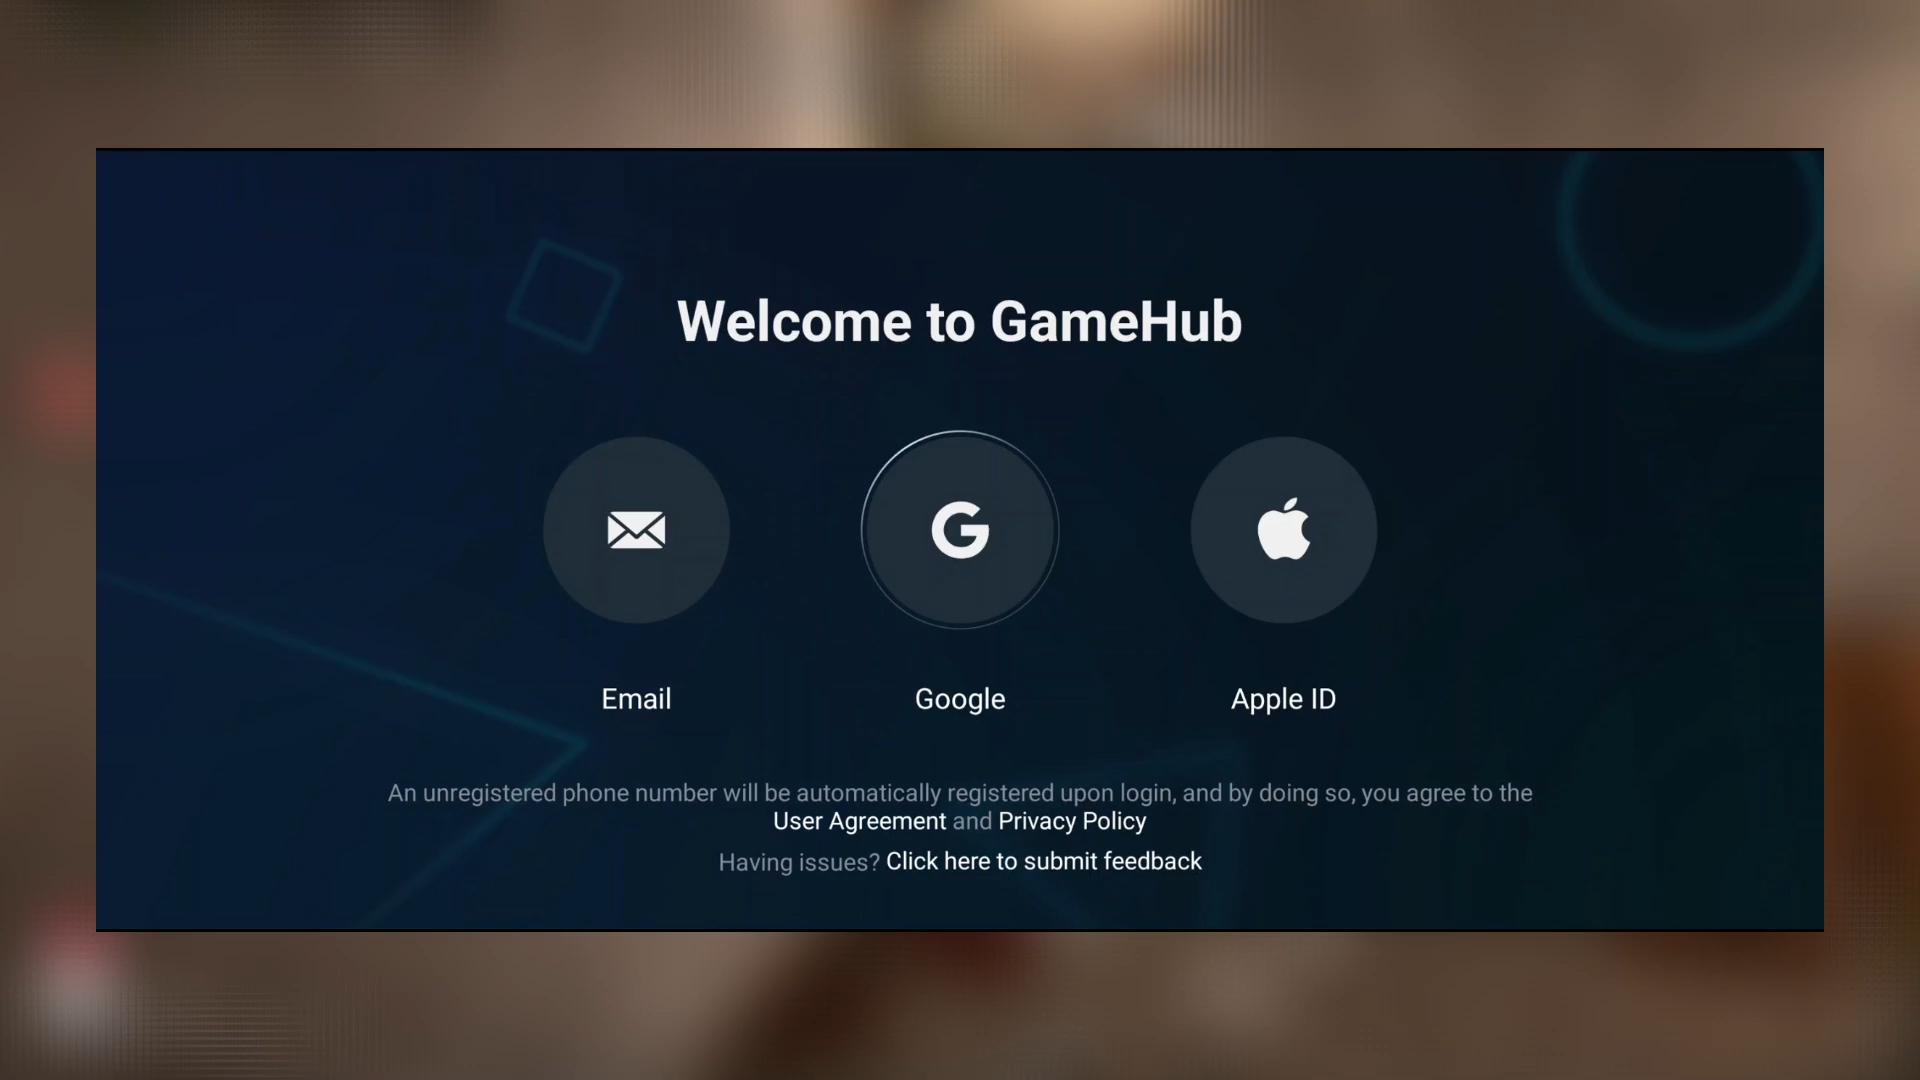 Welcome to GameHub
Email
Google
Apple ID
An unregistered phone number will be automatically registered upon login, and by doing so, you agree to the
User Agreement and Privacy Policy
Having issues? Click here to submit feedback